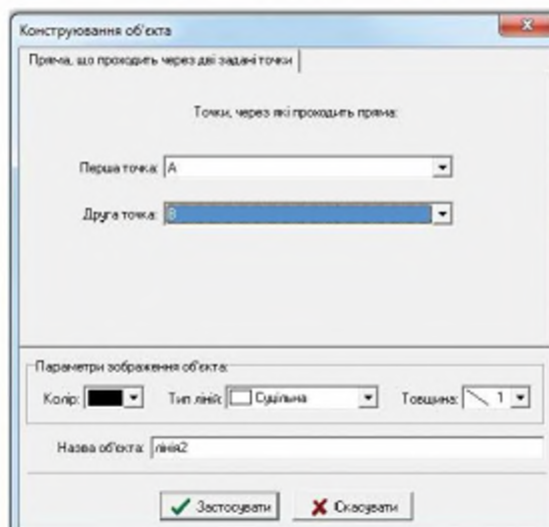 Конструювання об'єкта
Пряма, що проходить через дві задані точки
Точки, через які проходить пряма:
Перша точка: A
Друга точка: B
Параметри зображення об'єкта:
Колір: Тип ліній: Суцільна Товщина: 1
Назва об'єкта: лінія2
Застосувати Скасувати